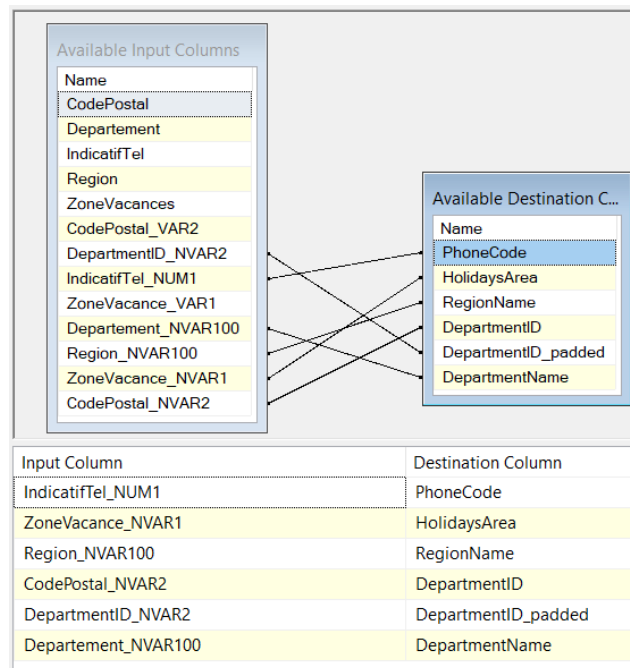 Available Input Columns
Name
CodePostal
Departement
IndicatifTel
Region
ZoneVacances
CodePostal_VAR2
DepartmentID_NVAR2
IndicatifTel_NUM1
ZoneVacance_VAR1
Departement_NVAR100
Region_NVAR100
ZoneVacance_NVAR1
CodePostal_NVAR2
Available Destination C...
Name
PhoneCode
HolidaysArea
RegionName
DepartmentID
DepartmentID_padded
DepartmentName
Input Column Destination Column
IndicatifTel_NUM1 PhoneCode
ZoneVacance_NVAR1 HolidaysArea
Region_NVAR100 RegionName
CodePostal_NVAR2 DepartmentID
DepartmentID_NVAR2 DepartmentID_padded
Departement_NVAR100 DepartmentName